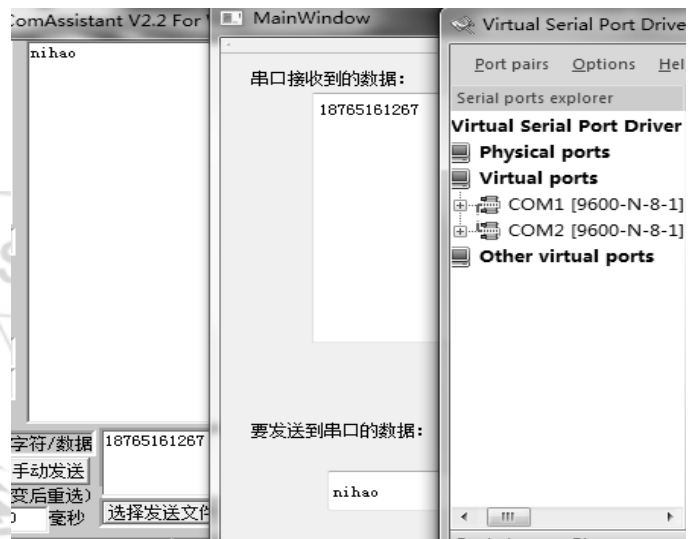 ComAssistant V2.2 For
nihao
字符/数据
18765161267
手动发送
变后重选)
毫秒
选择发送文件
MainWindow
串口接收到的数据：
18765161267
要发送到串口的数据：
nihao
Virtual Serial Port Drive
Port pairs Options Hel
Serial ports explorer
Virtual Serial Port Driver
Physical ports
Virtual ports
COM1 [9600-N-8-1]
COM2 [9600-N-8-1]
Other virtual ports